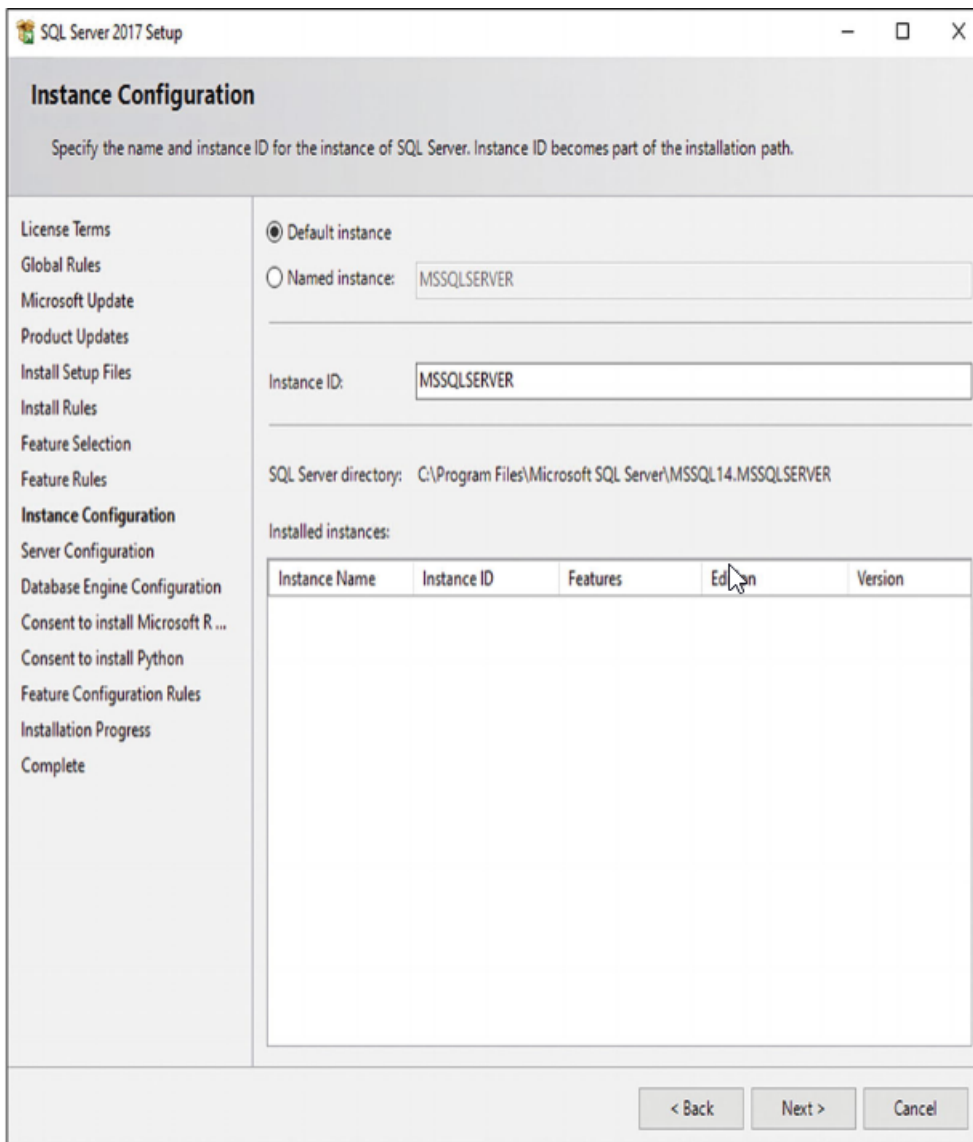 SQL Server 2017 Setup
Instance Configuration
Specify the name and instance ID for the instance of SQL Server. Instance ID becomes part of the installation path.
License Terms
Global Rules
Microsoft Update
Product Updates
Install Setup Files
Install Rules
Feature Selection
Feature Rules
Instance Configuration
Server Configuration
Database Engine Configuration
Consent to install Microsoft R ...
Consent to install Python
Feature Configuration Rules
Installation Progress
Complete
Default instance
Named instance: MSSQLSERVER
Instance ID: MSSQLSERVER
SQL Server directory: C:\Program Files\Microsoft SQL Server\MSSQL14.MSSQLSERVER
Installed instances:
Instance Name Instance ID Features Edition Version
< Back Next > Cancel